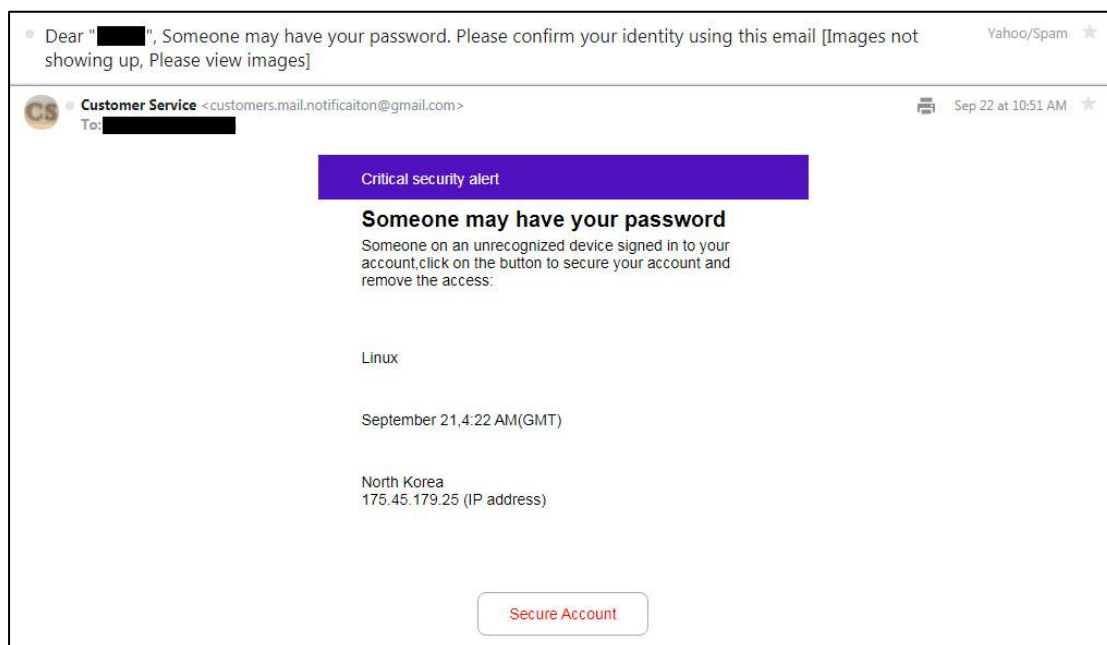 Dear " ", Someone may have your password. Please confirm your identity using this email [Images not
showing up, Please view images]
Yahoo/Spam
CS
Customer Service <customers.mail.notificaiton@gmail.com>
Sep 22 at 10:51 AM
To:
Critical security alert
Someone may have your password
Someone on an unrecognized device signed in to your
account,click on the button to secure your account and
remove the access:
Linux
September 21,4:22 AM(GMT)
North Korea
175.45.179.25 (IP address)
Secure Account